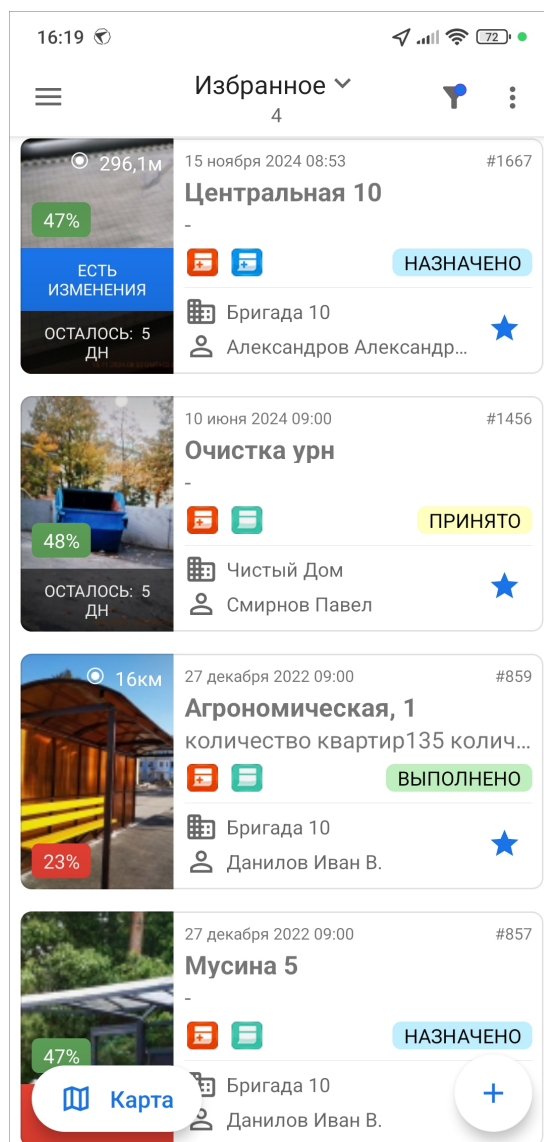 16:19
72
Избранное
4
296,1м
47%
ЕСТЬ
ИЗМЕНЕНИЯ
ОСТАЛОСЬ: 5
ДН
15 ноября 2024 08:53
#1667
Центральная 10
-
НАЗНАЧЕНО
Бригада 10
Александров Александр...
48%
ОСТАЛОСЬ: 5
ДН
10 июня 2024 09:00
#1456
Очистка урн
-
ПРИНЯТО
Чистый Дом
Смирнов Павел
16км
23%
27 декабря 2022 09:00
#859
Агрономическая, 1
количество квартир135 колич...
ВЫПОЛНЕНО
Бригада 10
Данилов Иван В.
47%
27 декабря 2022 09:00
#857
Мусина 5
-
НАЗНАЧЕНО
Бригада 10
Данилов Иван В.
Карта
+